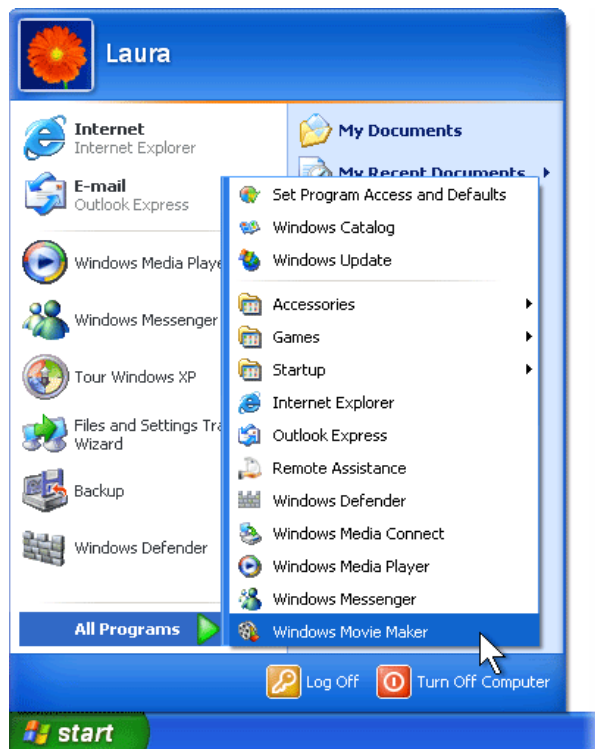 Laura
Internet
Internet Explorer
E-mail
Outlook Express
Windows Media Playe
Windows Messenger
Tour Windows XP
Files and Settings Tra
Wizard
Backup
Windows Defender
All Programs
My Documents
My Recent Documents
Set Program Access and Defaults
Windows Catalog
Windows Update
Accessories
Games
Startup
Internet Explorer
Outlook Express
Remote Assistance
Windows Defender
Windows Media Connect
Windows Media Player
Windows Messenger
Windows Movie Maker
Log Off
Turn Off Computer
start